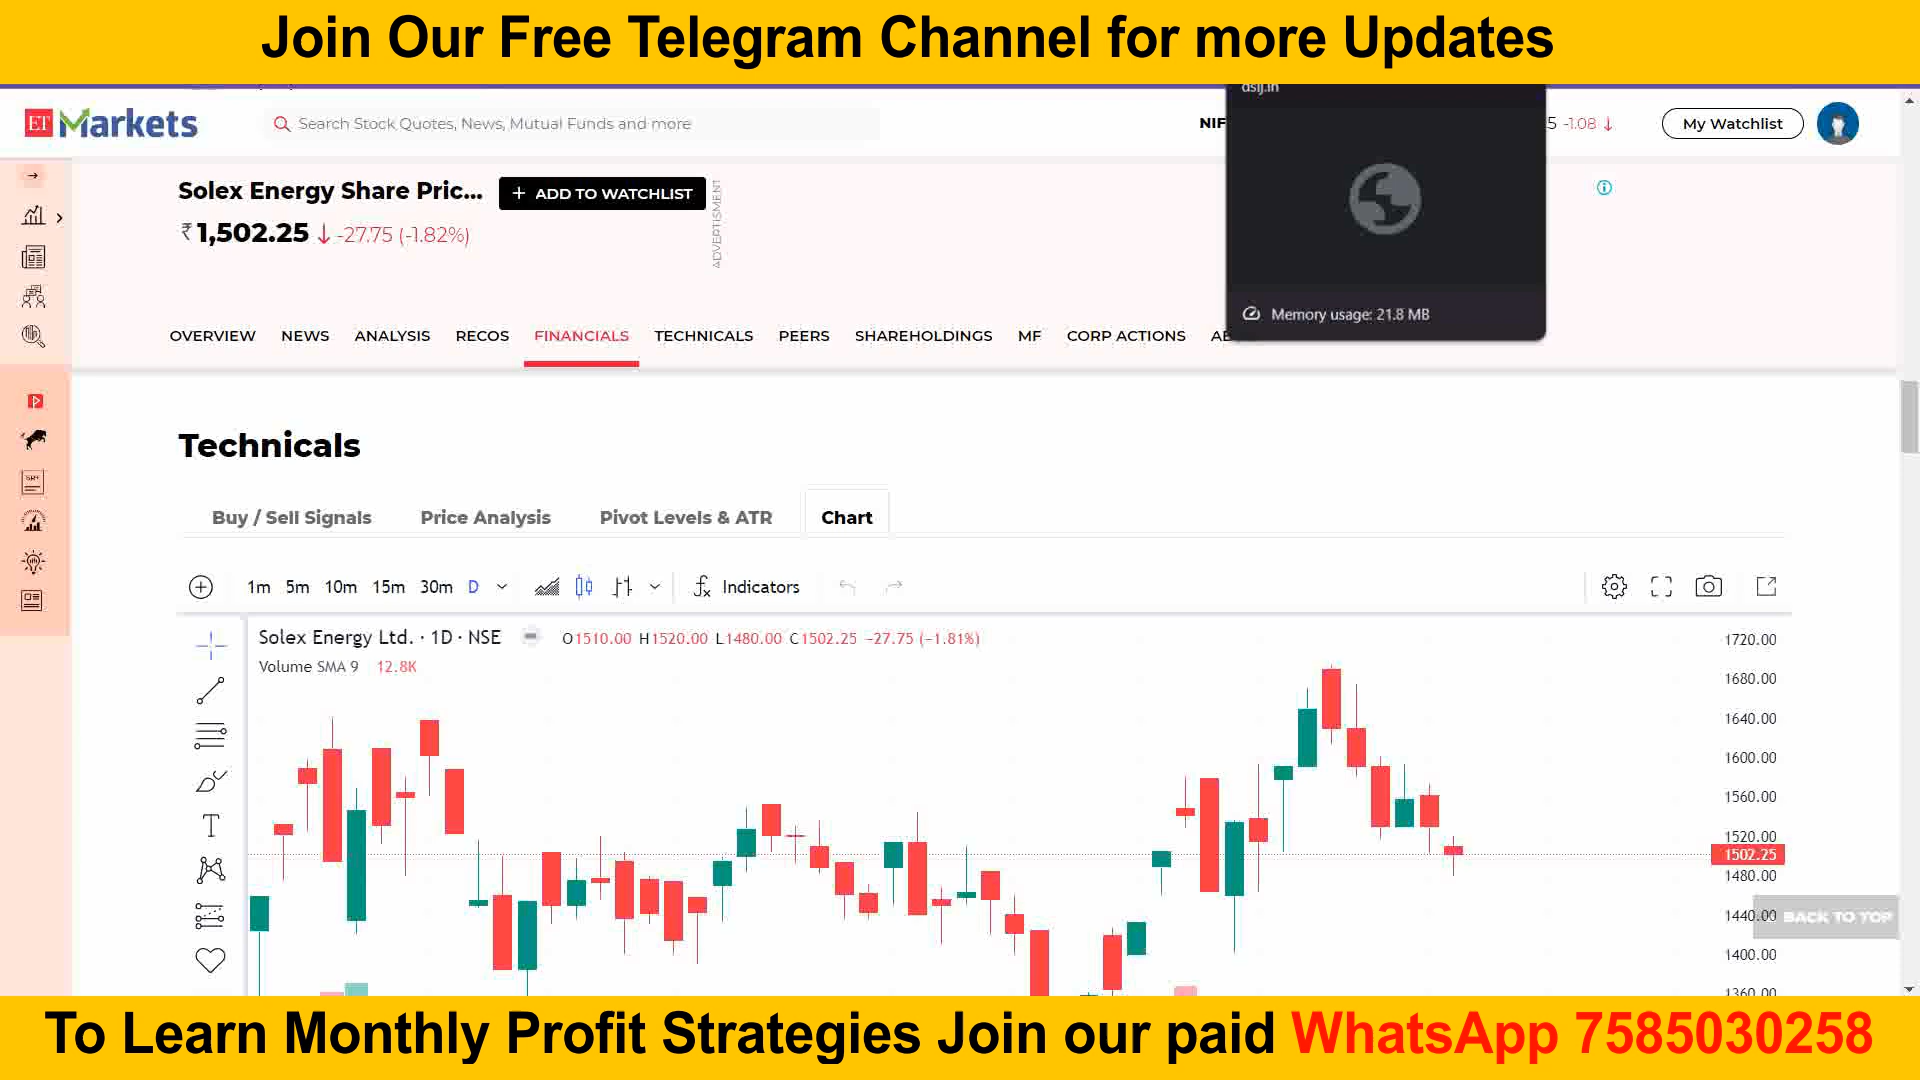 Join Our Free Telegram Channel for more Updates
dsij.in
ET Markets
Search Stock Quotes, News, Mutual Funds and more
NIF
5 -1.08 ↓
My Watchlist
Solex Energy Share Pric...
+ ADD TO WATCHLIST
ADVERTISMENT
₹1,502.25 ↓ -27.75 (-1.82%)
Memory usage: 21.8 MB
OVERVIEW NEWS ANALYSIS RECOS FINANCIALS TECHNICALS PEERS SHAREHOLDINGS MF CORP ACTIONS
Technicals
Buy / Sell Signals Price Analysis Pivot Levels & ATR Chart
1m 5m 10m 15m 30m D Indicators
Solex Energy Ltd. · 1D · NSE O1510.00 H1520.00 L1480.00 C1502.25 −27.75 (−1.81%)
Volume SMA 9 12.8K
1720.00
1680.00
1640.00
1600.00
1560.00
1520.00
1502.25
1480.00
1440.00
BACK TO TOP
1400.00
1360.00
To Learn Monthly Profit Strategies Join our paid WhatsApp 7585030258